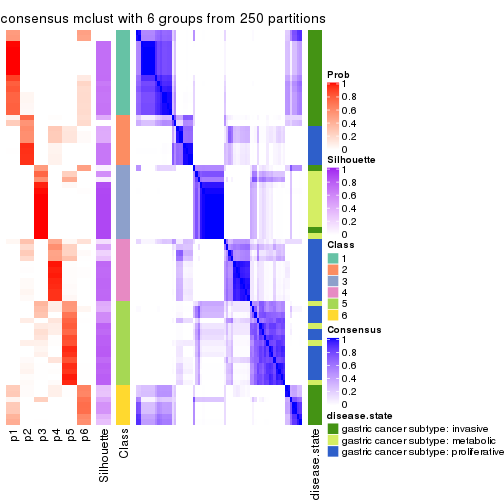 consensus mclust with 6 groups from 250 partitions
Prob
1
0.8
0.6
0.4
0.2
0
Silhouette
1
0.8
0.6
0.4
0.2
0
Class
1
2
3
4
5
6
Consensus
1
0.8
0.6
0.4
0.2
0
disease.state
gastric cancer subtype: invasive
gastric cancer subtype: metabolic
gastric cancer subtype: proliferative
p1
p2
p3
p4
p5
p6
Silhouette
Class
disease.state